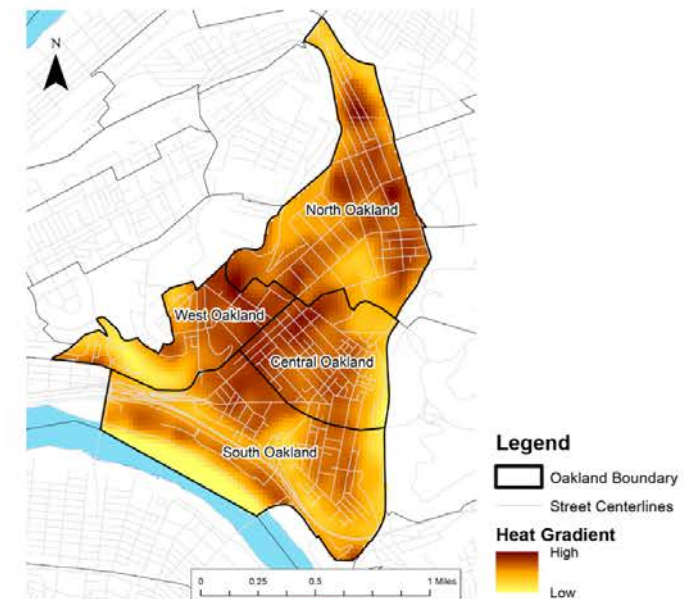 N
North Oakland
West Oakland
Central Oakland
South Oakland
Legend
Oakland Boundary
Street Centerlines
Heat Gradient
High
Low
0 0.25 0.5 1 Miles